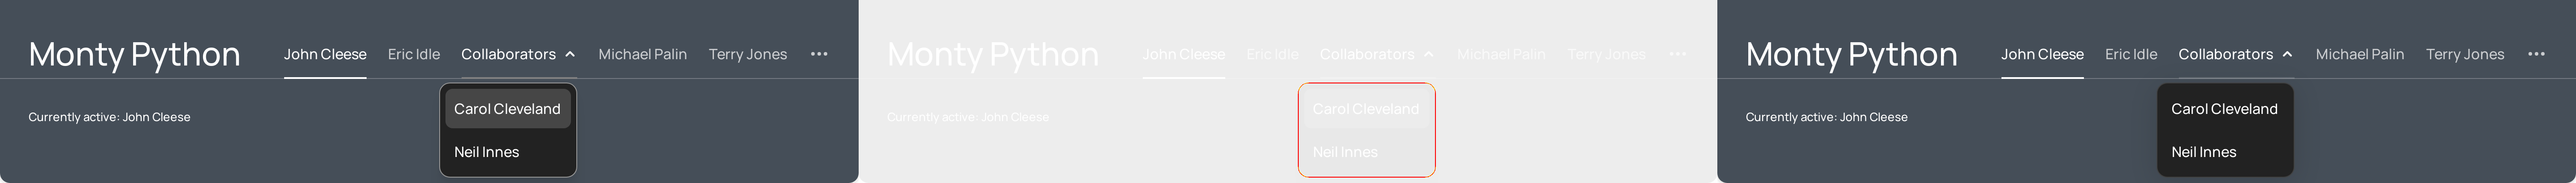 Monty Python John Cleese Eric Idle Collaborators Michael Palin Terry Jones ...
Carol Cleveland
Currently active: John Cleese
Neil Innes
Monty Python John Cleese Eric Idle Collaborators Michael Palin Terry Jones ...
Carol Cleveland
Currently active: John Cleese
Neil Innes
Monty Python John Cleese Eric Idle Collaborators Michael Palin Terry Jones ...
Carol Cleveland
Currently active: John Cleese
Neil Innes